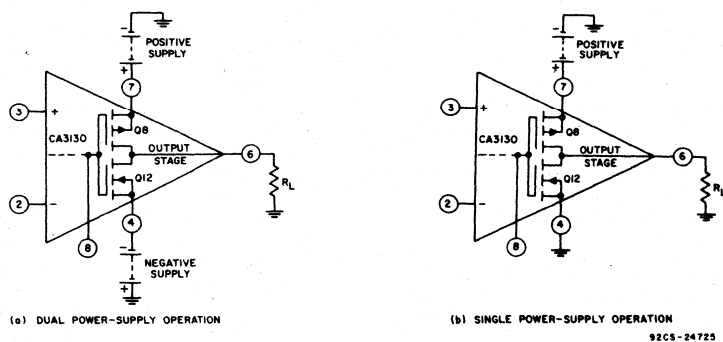 −
POSITIVE
SUPPLY
+
7
3
+
Q8
CA3130
OUTPUT
STAGE
6
Q12
RL
2
−
4
8
−
NEGATIVE
SUPPLY
+
(a) DUAL POWER-SUPPLY OPERATION
−
POSITIVE
SUPPLY
+
7
3
+
Q8
CA3130
OUTPUT
STAGE
6
Q12
RL
2
−
4
8
(b) SINGLE POWER-SUPPLY OPERATION
92CS-24725